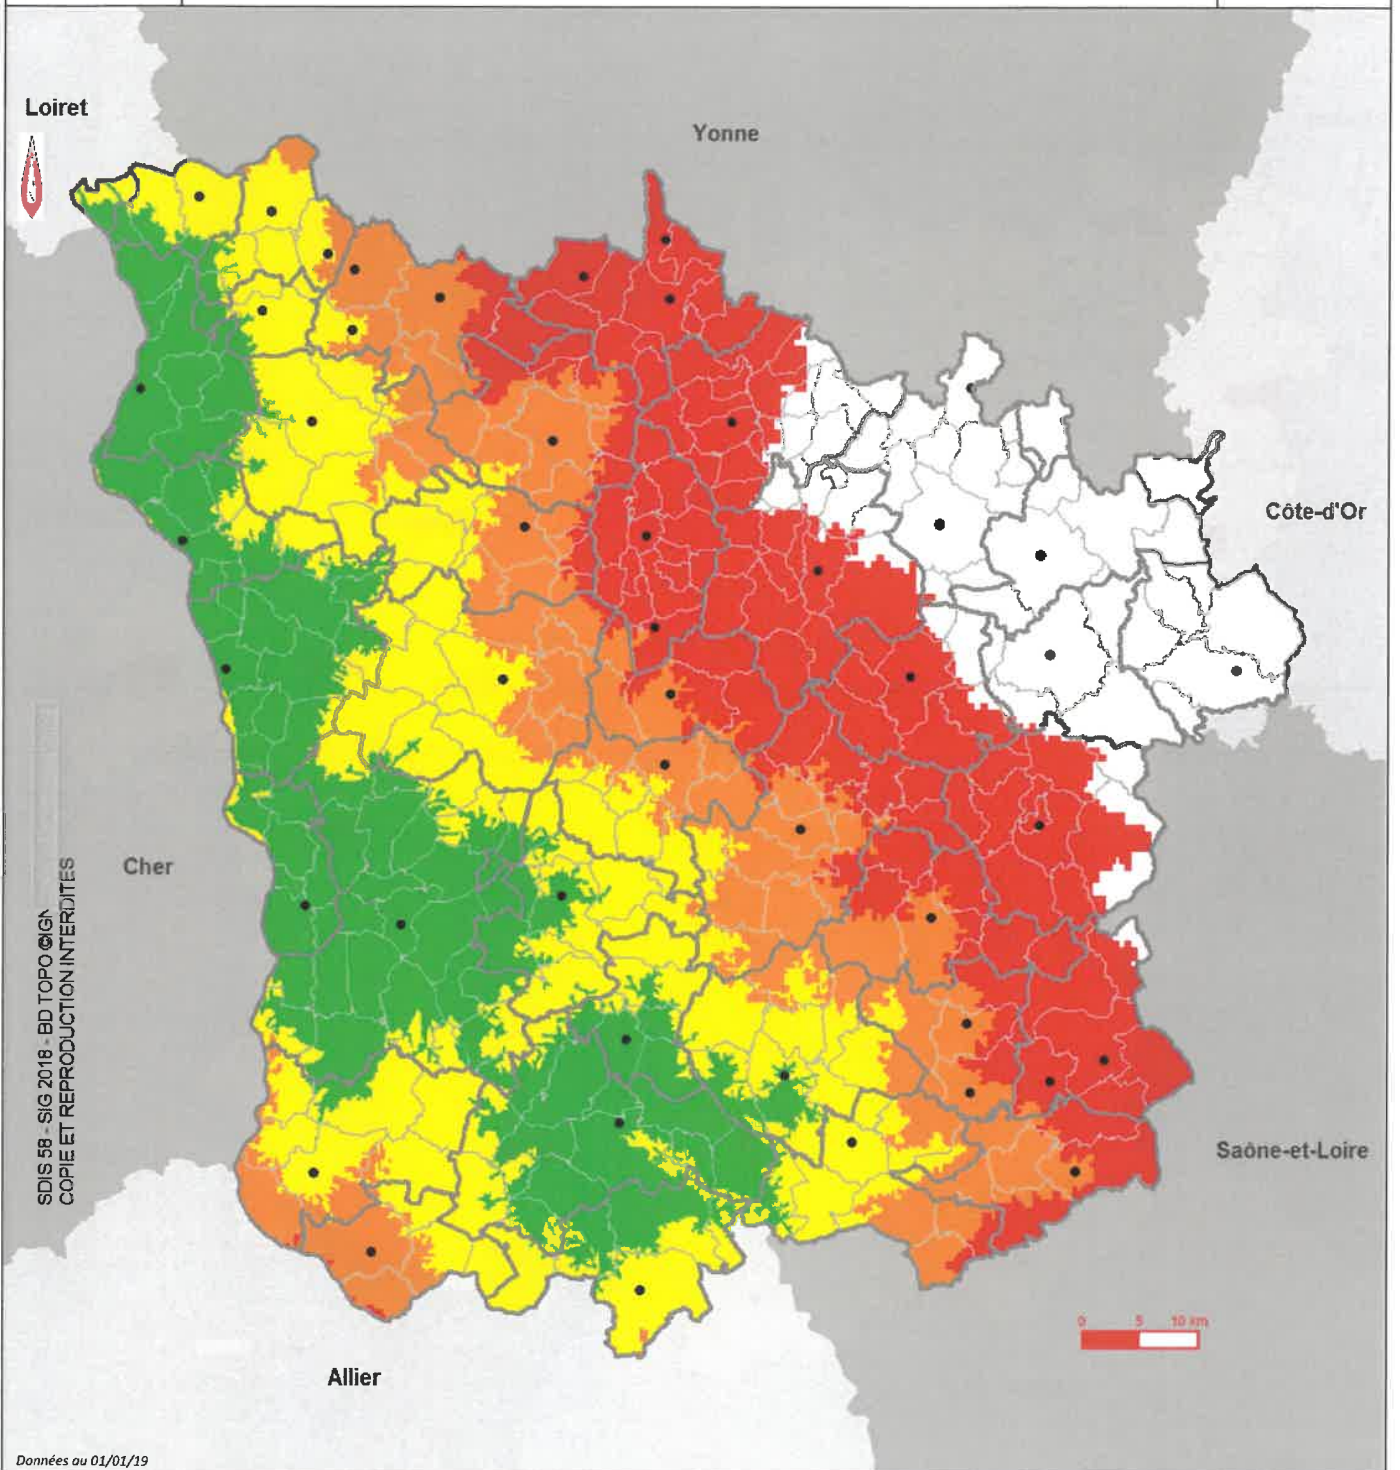 Loiret
Yonne
Côte-d'Or
Cher
SDIS 58 - SIG 2018 - BD TOPO ©IGN
COPIE ET REPRODUCTION INTERDITES
Saône-et-Loire
0 5 10 km
Allier
Données au 01/01/19